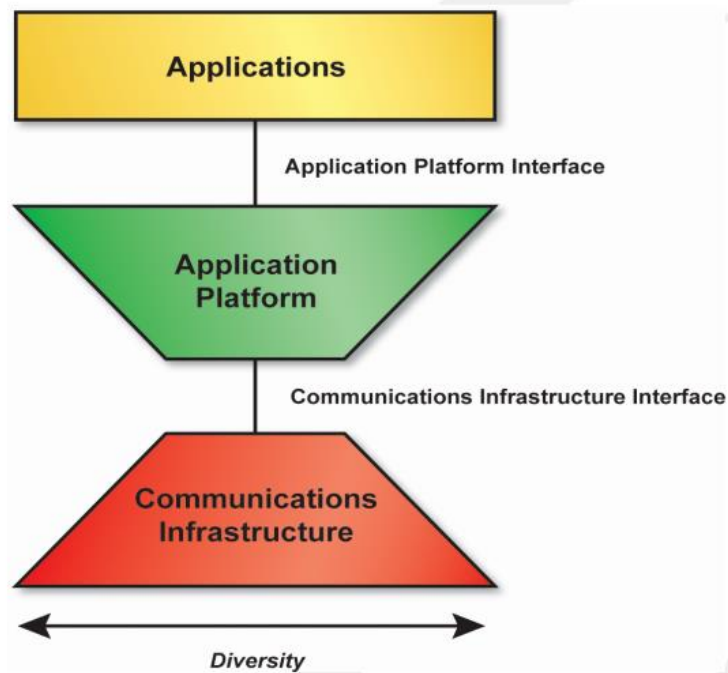 Applications
Application Platform Interface
Application
Platform
Communications Infrastructure Interface
Communications
Infrastructure
Diversity